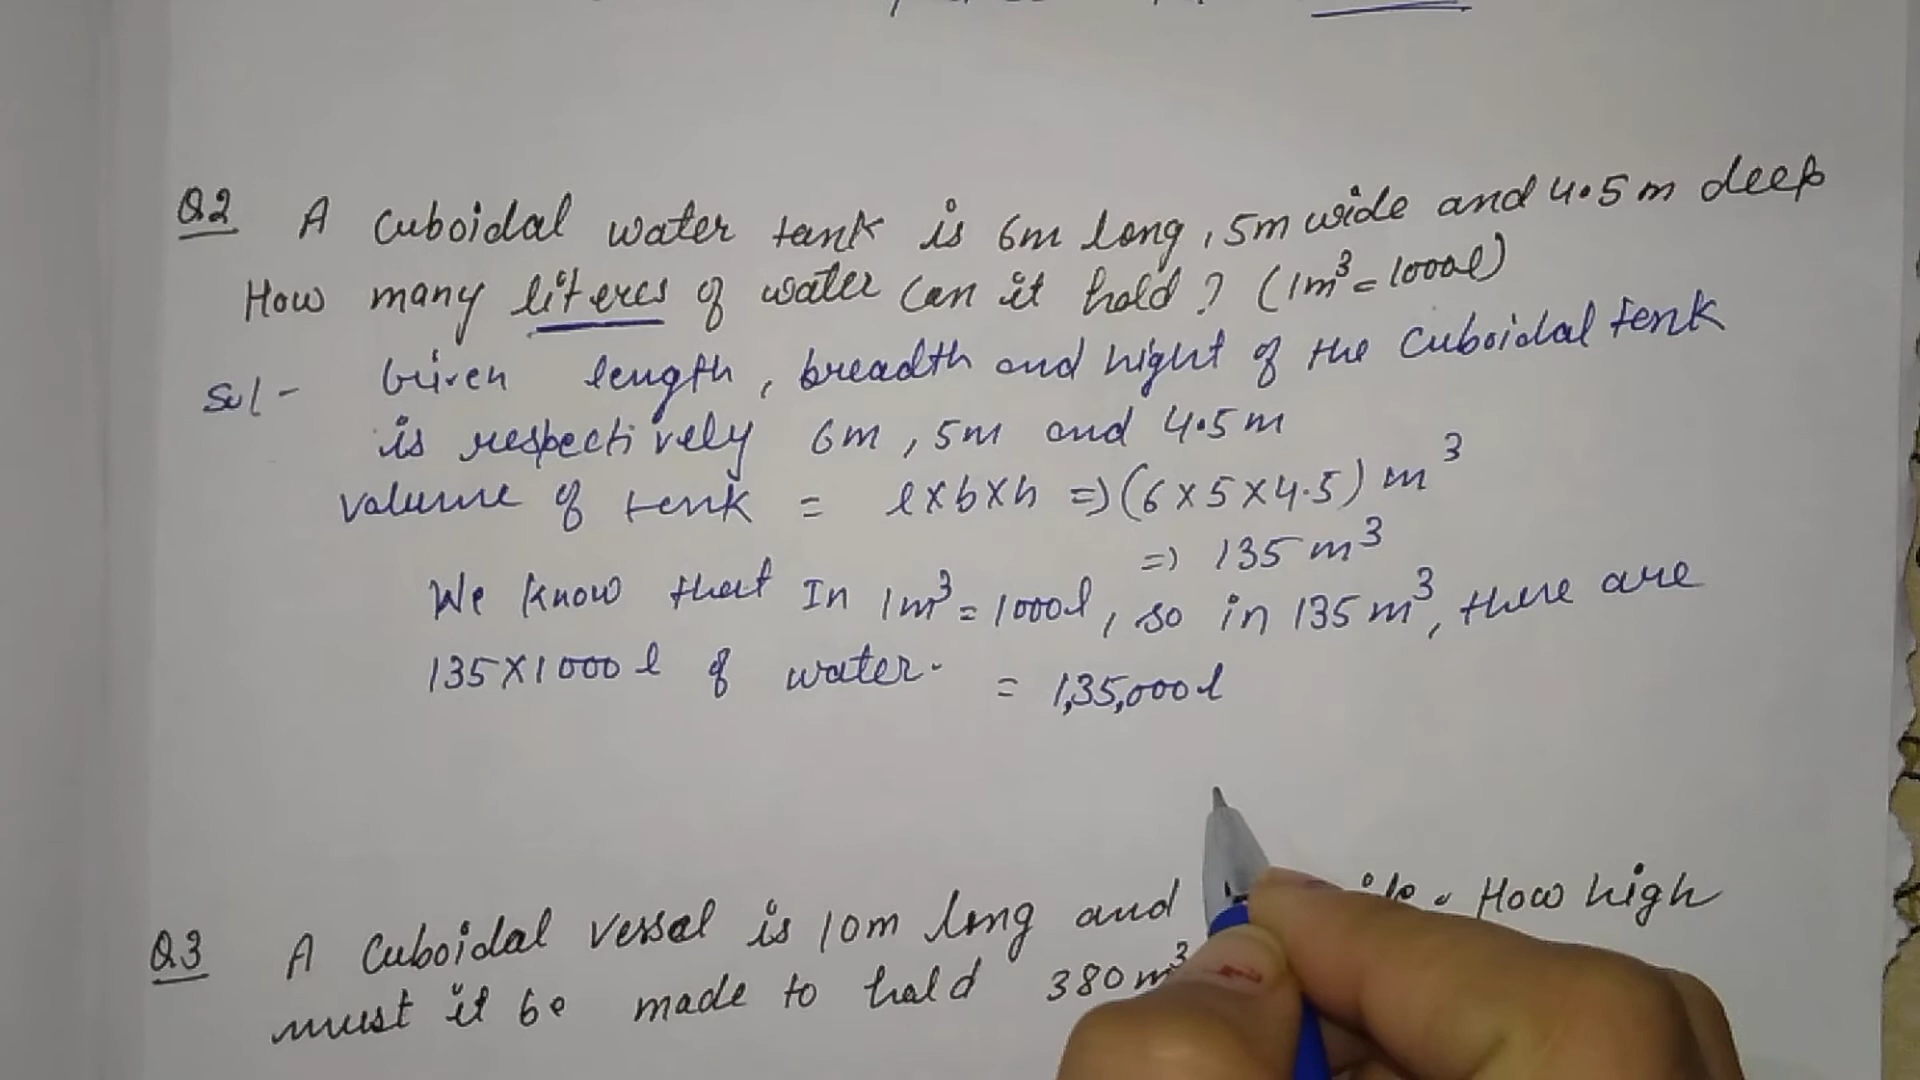 Q2 A Cuboidal water tank is 6m long, 5m wide and 4.5m deep
How many literes of water can it hold? (1m³=1000l)
Sol- Given length, breadth and hight of the Cuboidal tenk
is respectively 6m, 5m and 4.5m
volume of tenk = l×b×h => (6×5×4.5) m³
=> 135 m³
We know that In 1m³=1000l, so in 135m³, there are
135×1000l of water. = 1,35,000l
Q3 A Cuboidal vessel is 10m long and . How high
must it be made to hold 380m³